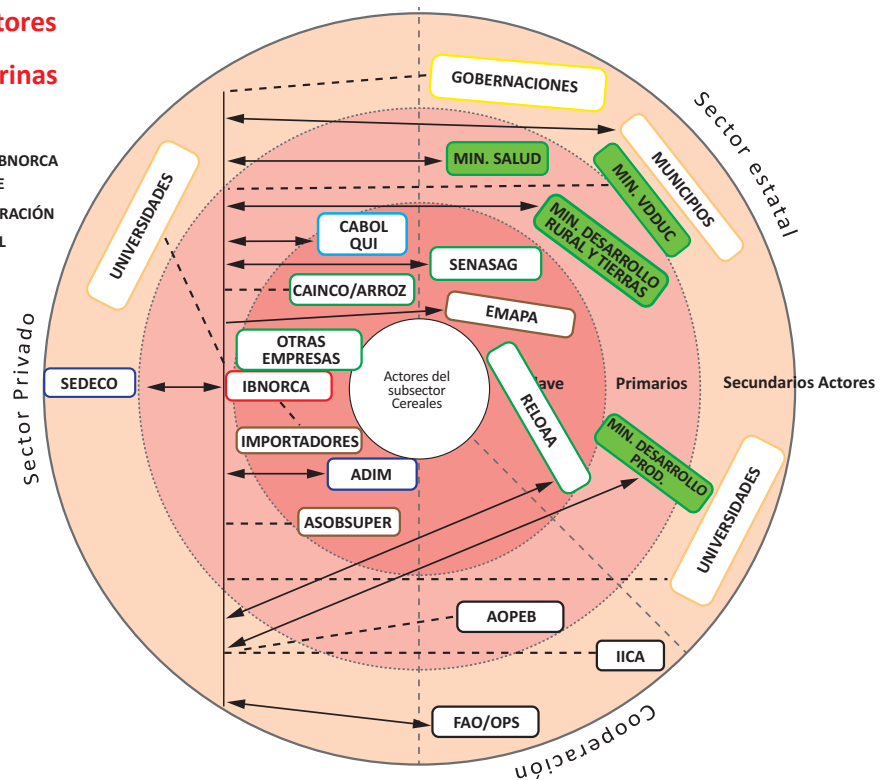 tores
rinas
BNORCA
E
RACIÓN
L
GOBERNACIONES
Sector estatal
MUNICIPIOS
MIN. VDDUC
MIN. SALUD
UNIVERSIDADES
MIN. DESARROLLO
RURAL Y TIERRAS
CABOL
QUI
SENASAG
CAINCO/ARROZ
EMAPA
OTRAS
EMPRESAS
Sector Privado
SEDECO
IBNORCA
Actores del
subsector
Cereales
lave
Primarios
Secundarios Actores
RELOAA
IMPORTADORES
ADIM
MIN. DESARROLLO
PROD.
UNIVERSIDADES
ASOBSUPER
AOPEB
IICA
FAO/OPS
Cooperación